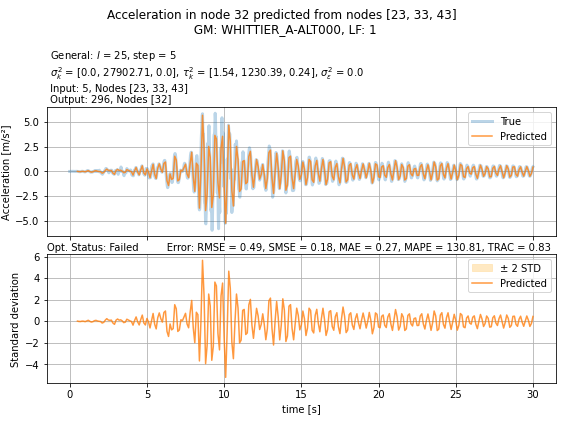 Acceleration in node 32 predicted from nodes [23, 33, 43]
GM: WHITTIER_A-ALT000, LF: 1
General: l = 25, step = 5
σ²ₖ = [0.0, 27902.71, 0.0], τ²ₖ = [1.54, 1230.39, 0.24], σ²ε = 0.0
Input: 5, Nodes [23, 33, 43]
Output: 296, Nodes [32]
Acceleration [m/s²]
5.0
2.5
0.0
−2.5
−5.0
True
Predicted
Opt. Status: Failed
Error: RMSE = 0.49, SMSE = 0.18, MAE = 0.27, MAPE = 130.81, TRAC = 0.83
Standard deviation
6
4
2
0
−2
−4
± 2 STD
Predicted
0
5
10
15
20
25
30
time [s]